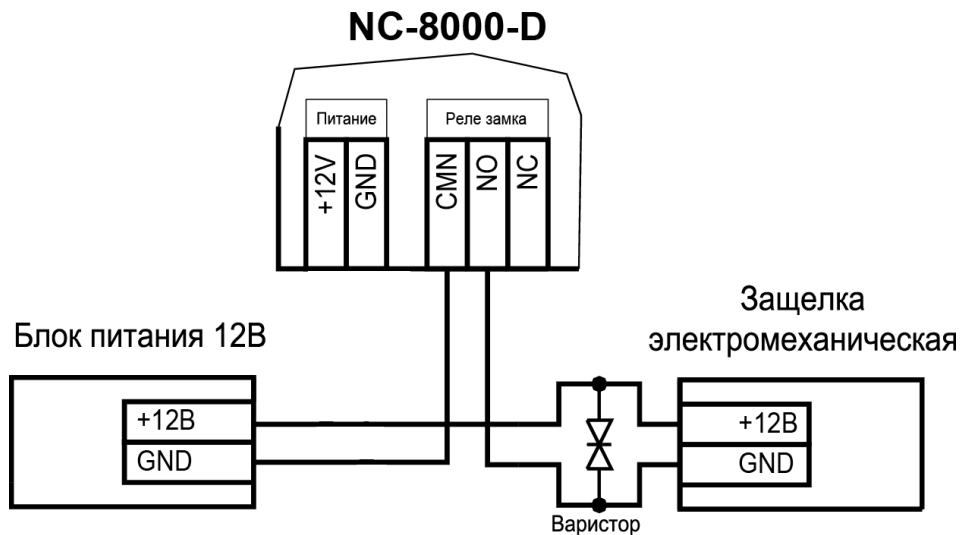 NC-8000-D
Питание
Реле замка
+12V
GND
CMN
NO
NC
Блок питания 12В
Защелка
электромеханическая
+12В
GND
+12В
GND
Варистор